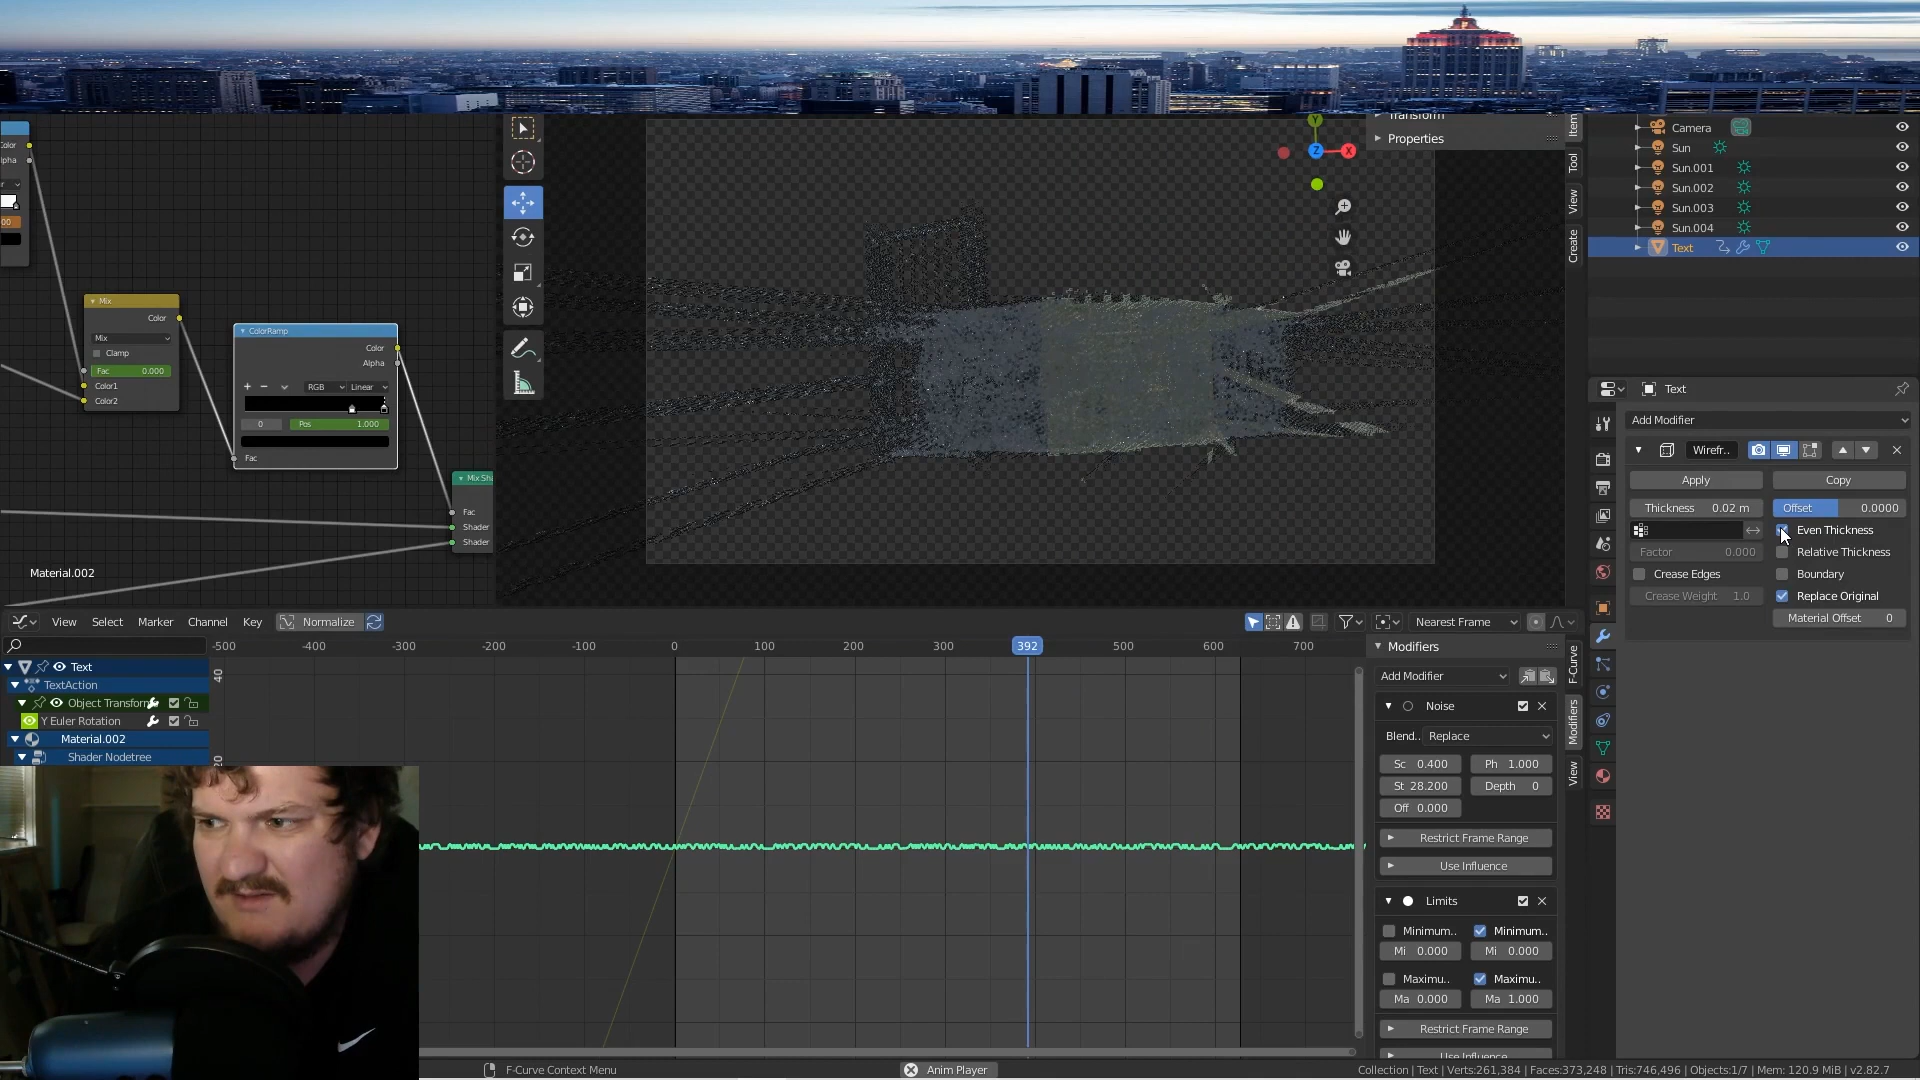 Transform
Properties
Item
Tool
View
Create
Y
Z
X
Camera
Sun
Sun.001
Sun.002
Sun.003
Sun.004
Text
Color
Mix
Color
Mix
Clamp
Fac 0.000
Color1
Color2
ColorRamp
Color
Alpha
RGB Linear
0 Pos 1.000
Fac
Mix Sha
Fac
Shader
Shader
Material.002
Text
Add Modifier
Wirefr..
Apply Copy
Thickness 0.02 m Offset 0.0000
Even Thickness
Factor 0.000 Relative Thickness
Crease Edges Boundary
Crease Weight 1.0 Replace Original
Material Offset 0
View Select Marker Channel Key Normalize Nearest Frame
-500 -400 -300 -200 -100 0 100 200 300 392 500 600 700
40
20
Text
TextAction
Object Transform
Y Euler Rotation
Material.002
Shader Nodetree
Modifiers
Add Modifier
Noise
Blend.. Replace
Sc 0.400 Ph 1.000
St 28.200 Depth 0
Off 0.000
Restrict Frame Range
Use Influence
Limits
Minimum.. Minimum..
Mi 0.000 Mi 0.000
Maximu.. Maximu..
Ma 0.000 Ma 1.000
Restrict Frame Range
Use Influence
F-Curve
Modifiers
View
F-Curve Context Menu
Anim Player
Collection | Text | Verts:261,384 | Faces:373,248 | Tris:746,496 | Objects:1/7 | Mem: 120.9 MiB | v2.82.7